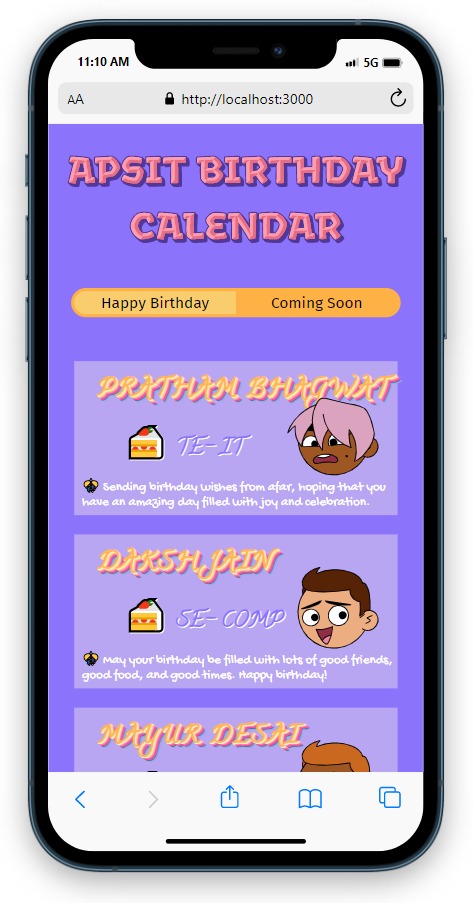 11:10 AM
5G
AA http://localhost:3000
APSIT BIRTHDAY
CALENDAR
Happy Birthday
Coming Soon
PRATHAM BHAGWAT
TE-IT
Sending birthday wishes from afar, hoping that you
have an amazing day filled with joy and celebration.
DAKSH JAIN
SE-COMP
May your birthday be filled with lots of good friends,
good food, and good times. Happy birthday!
MAYUR DESAI